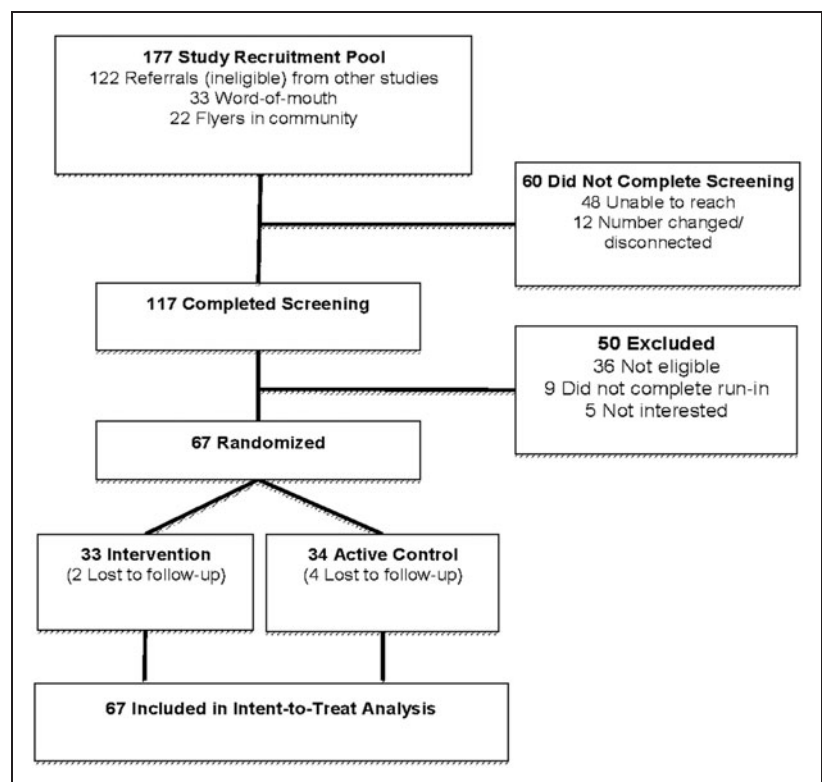 177 Study Recruitment Pool
122 Referrals (ineligible) from other studies
33 Word-of-mouth
22 Flyers in community
60 Did Not Complete Screening
48 Unable to reach
12 Number changed/
disconnected
117 Completed Screening
50 Excluded
36 Not eligible
9 Did not complete run-in
5 Not interested
67 Randomized
33 Intervention
(2 Lost to follow-up)
34 Active Control
(4 Lost to follow-up)
67 Included in Intent-to-Treat Analysis